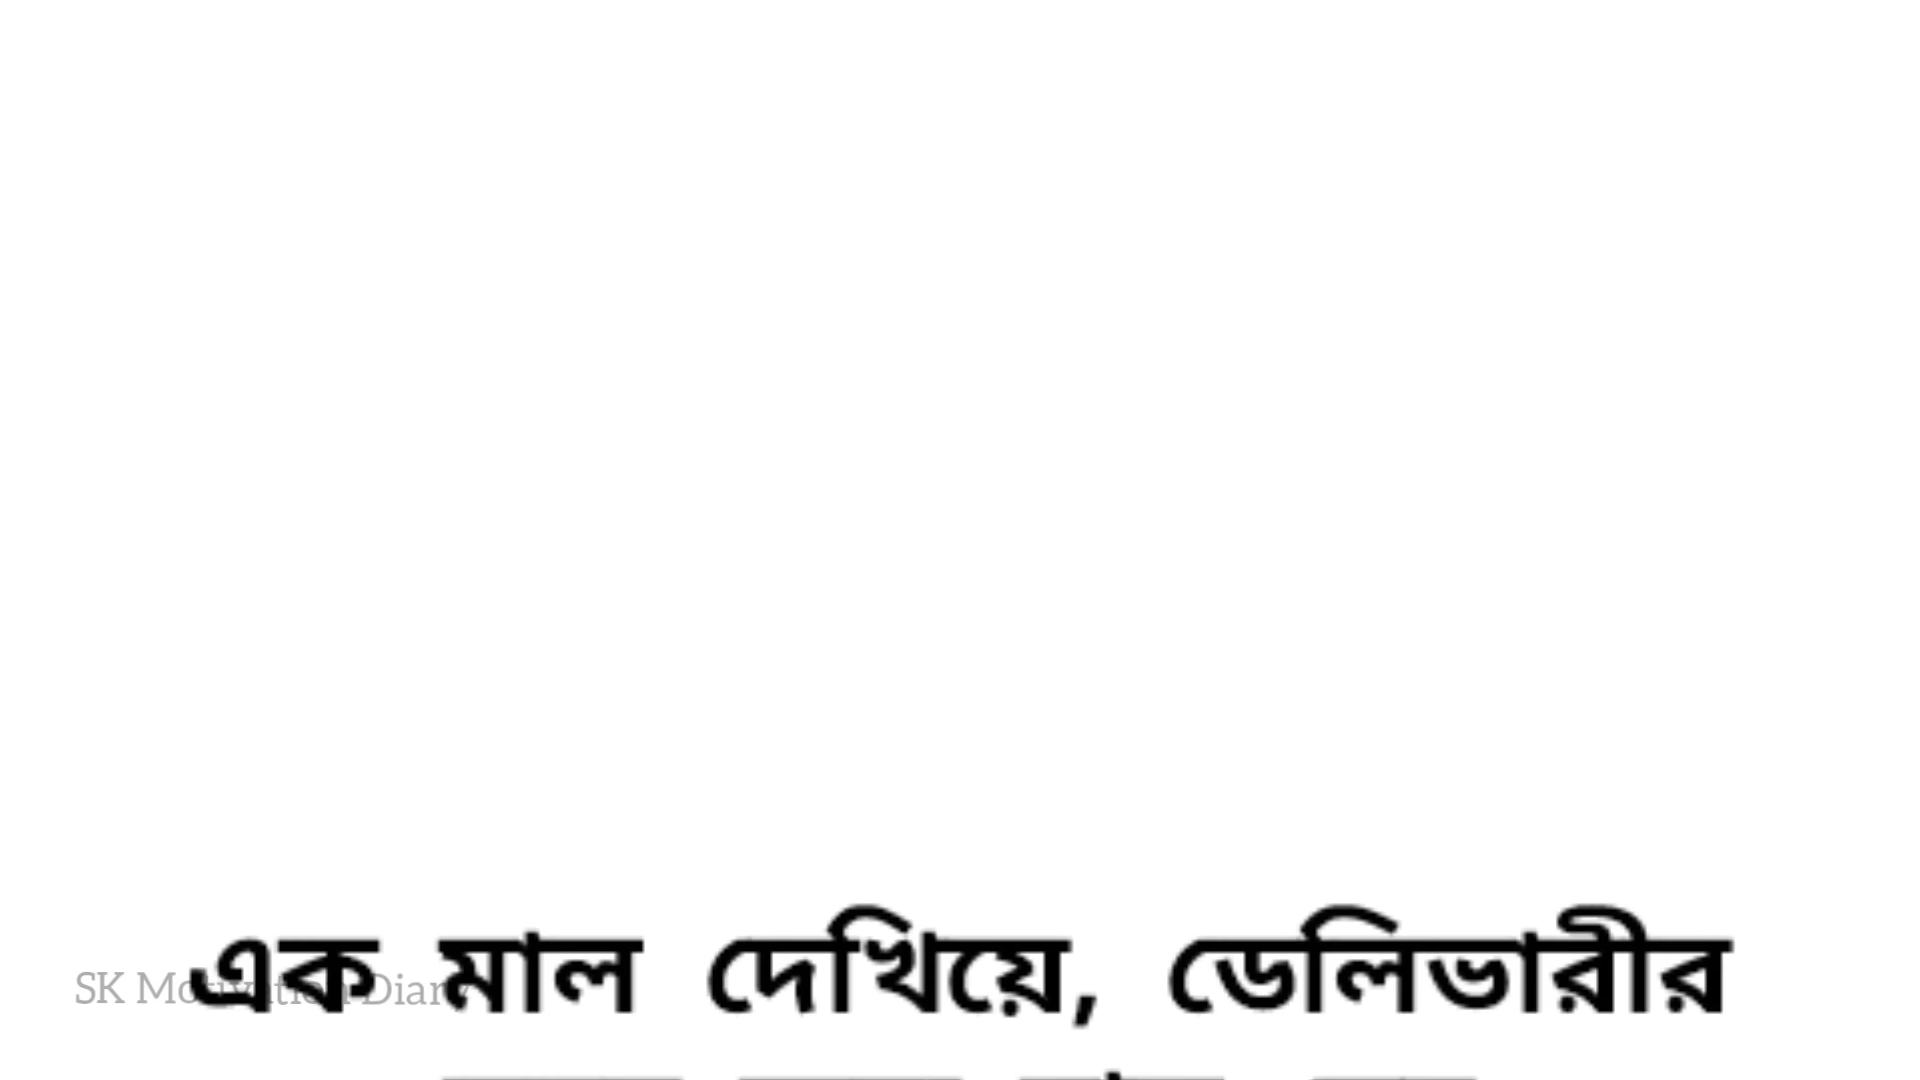 এক মাল দেখিয়ে, ডেলিভারীর
SK Motivation Diary